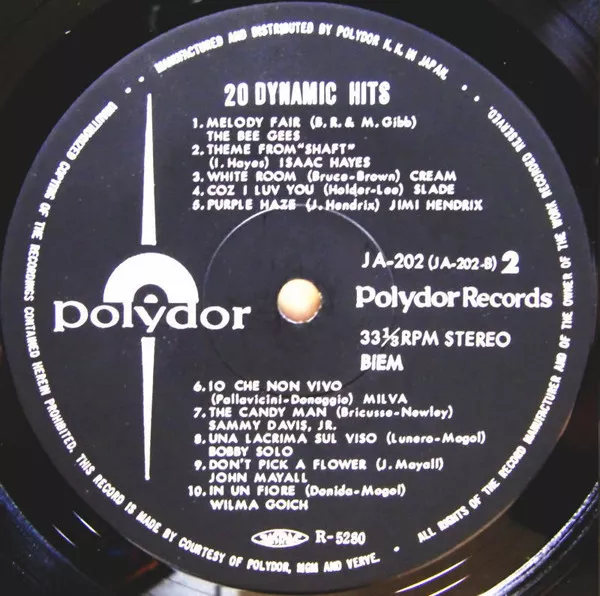 MANUFACTURED AND DISTRIBUTED BY POLYDOR K.K. IN JAPAN.
20 DYNAMIC HITS
1. MELODY FAIR (B, R. & M. Gibb)
THE BEE GEES
2. THEME FROM "SHAFT"
(I. Hayes) ISAAC HAYES
3. WHITE ROOM (Bruce-Brown) CREAM
4. COZ I LUV YOU (Holder-Lea) SLADE
5. PURPLE HAZE (J. Hendrix) JIMI HENDRIX
JA-202 (JA-202-B) 2
polydor
Polydor Records
33⅓ RPM STEREO
BIEM
6. IO CHE NON VIVO
(Pallavicini-Donaggio) MILVA
7. THE CANDY MAN (Bricusse-Newley)
SAMMY DAVIS, JR.
8. UNA LACRIMA SUL VISO (Lunero-Mogol)
BOBBY SOLO
9. DON'T PICK A FLOWER (J. Mayall)
JOHN MAYALL
10. IN UN FIORE (Donida-Mogol)
WILMA GOICH
R-5280
ALL RIGHTS OF THE RECORD MANUFACTURER AND OF THE OWNER OF THE WORK RECORDED RESERVED.
UNAUTHORIZED COPYING OF THE RECORDINGS CONTAINED HEREIN PROHIBITED. THIS RECORD IS MADE BY COURTESY OF POLYDOR, MGM AND VERVE.